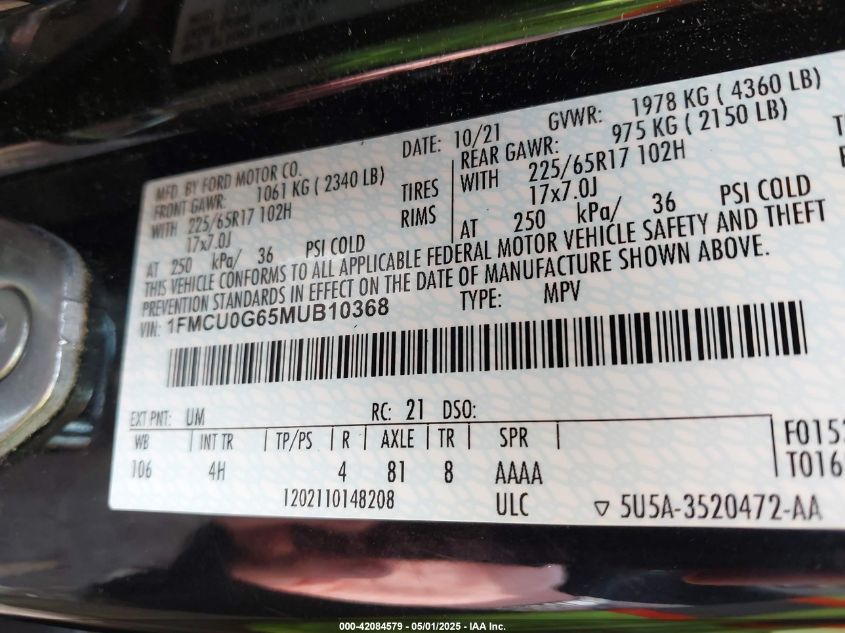 MFD. BY FORD MOTOR CO.
DATE: 10/21 GVWR: 1978 KG ( 4360 LB)
FRONT GAWR: 1061 KG ( 2340 LB) REAR GAWR: 975 KG ( 2150 LB)
WITH 225/65R17 102H TIRES WITH 225/65R17 102H
17x7.0J RIMS 17x7.0J
AT 250 kPa/ 36 PSI COLD AT 250 kPa/ 36 PSI COLD
THIS VEHICLE CONFORMS TO ALL APPLICABLE FEDERAL MOTOR VEHICLE SAFETY AND THEFT
PREVENTION STANDARDS IN EFFECT ON THE DATE OF MANUFACTURE SHOWN ABOVE.
VIN: 1FMCU0G65MUB10368 TYPE: MPV
EXT PNT: UM RC: 21 DSO:
WB INT TR TP/PS R AXLE TR SPR
106 4H 4 81 8 AAAA
1202110148208 ULC 5U5A-3520472-AA
000-42084579 - 05/01/2025 - IAA Inc.